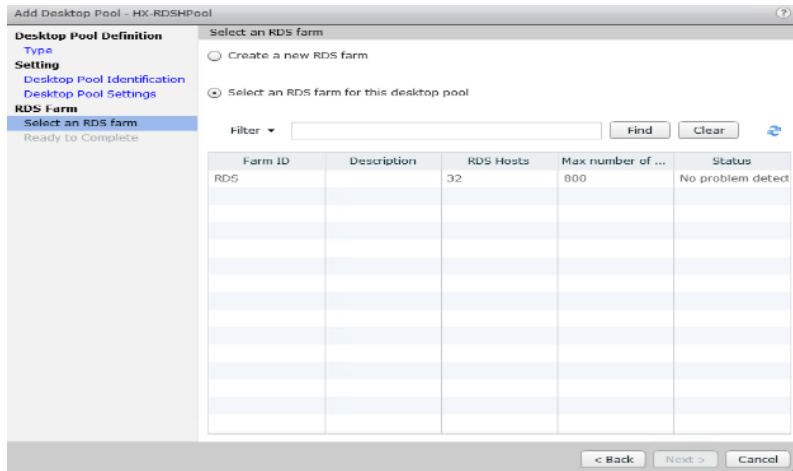 Add Desktop Pool - HX-RDSHPool
?
Desktop Pool Definition
Type
Setting
Desktop Pool Identification
Desktop Pool Settings
RDS Farm
Select an RDS farm
Ready to Complete
Select an RDS farm
Create a new RDS farm
Select an RDS farm for this desktop pool
Filter Find Clear
Farm ID Description RDS Hosts Max number of ... Status
RDS 32 800 No problem detect
< Back Next > Cancel